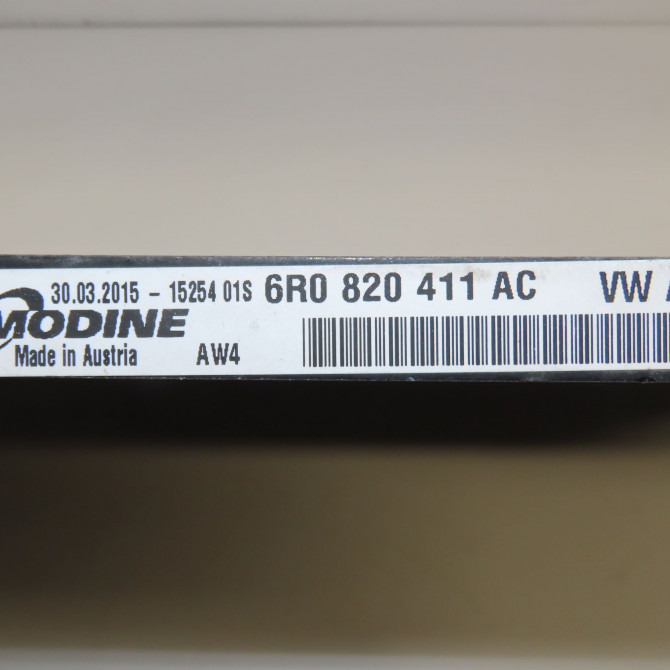 30.03.2015 - 15254 01S 6R0 820 411 AC VW
MODINE
Made in Austria AW4